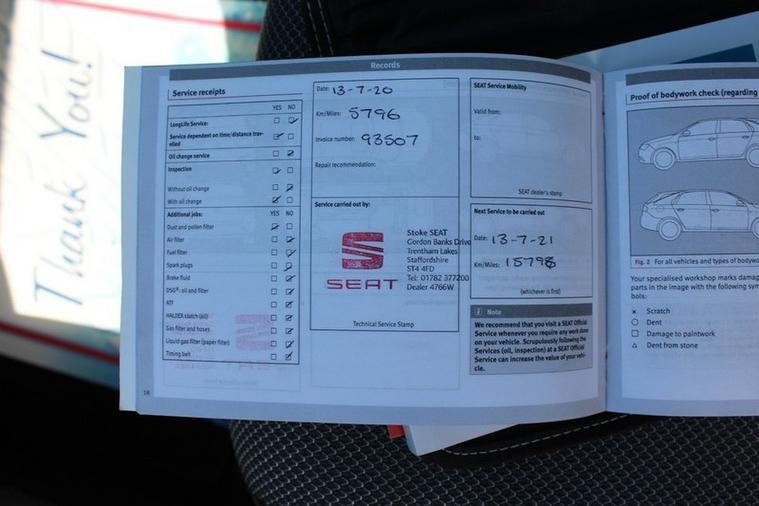 Thank You!
Records
Service receipts
YES NO
LongLife Service:
Service dependent on time/distance trav-
elled
Oil change service
Inspection
Without oil change
With oil change
Additional jobs: YES NO
Dust and pollen filter
Air filter
Fuel filter
Spark plugs
Brake fluid
DSG®: oil and filter
ATF
HALDEX clutch (oil)
Gas filter and hoses
Liquid gas filter (paper filter)
Timing belt
18
Date: 13-7-20
Km/Miles: 5796
Invoice number: 93507
Repair recommendation:
Service carried out by:
SEAT
Stoke SEAT
Gordon Banks Drive
Trentham Lakes
Staffordshire
ST4 4FD
Tel: 01782 377200
Dealer 4766W
Technical Service Stamp
SEAT Service Mobility
Valid from:
to:
SEAT dealer's stamp
Next Service to be carried out
Date: 13-7-21
Km/Miles: 15796
(whichever is first)
i Note
We recommend that you visit a SEAT Official
Service whenever you require any work done
on your vehicle. Scrupulously following the
Services (oil, inspection) at a SEAT Official
Service can increase the value of your vehi-
cle.
Proof of bodywork check (regarding
Fig. 2 For all vehicles and types of bodywo
Your specialised workshop marks damag
parts in the image with the following sym
bols:
× Scratch
○ Dent
□ Damage to paintwork
△ Dent from stone